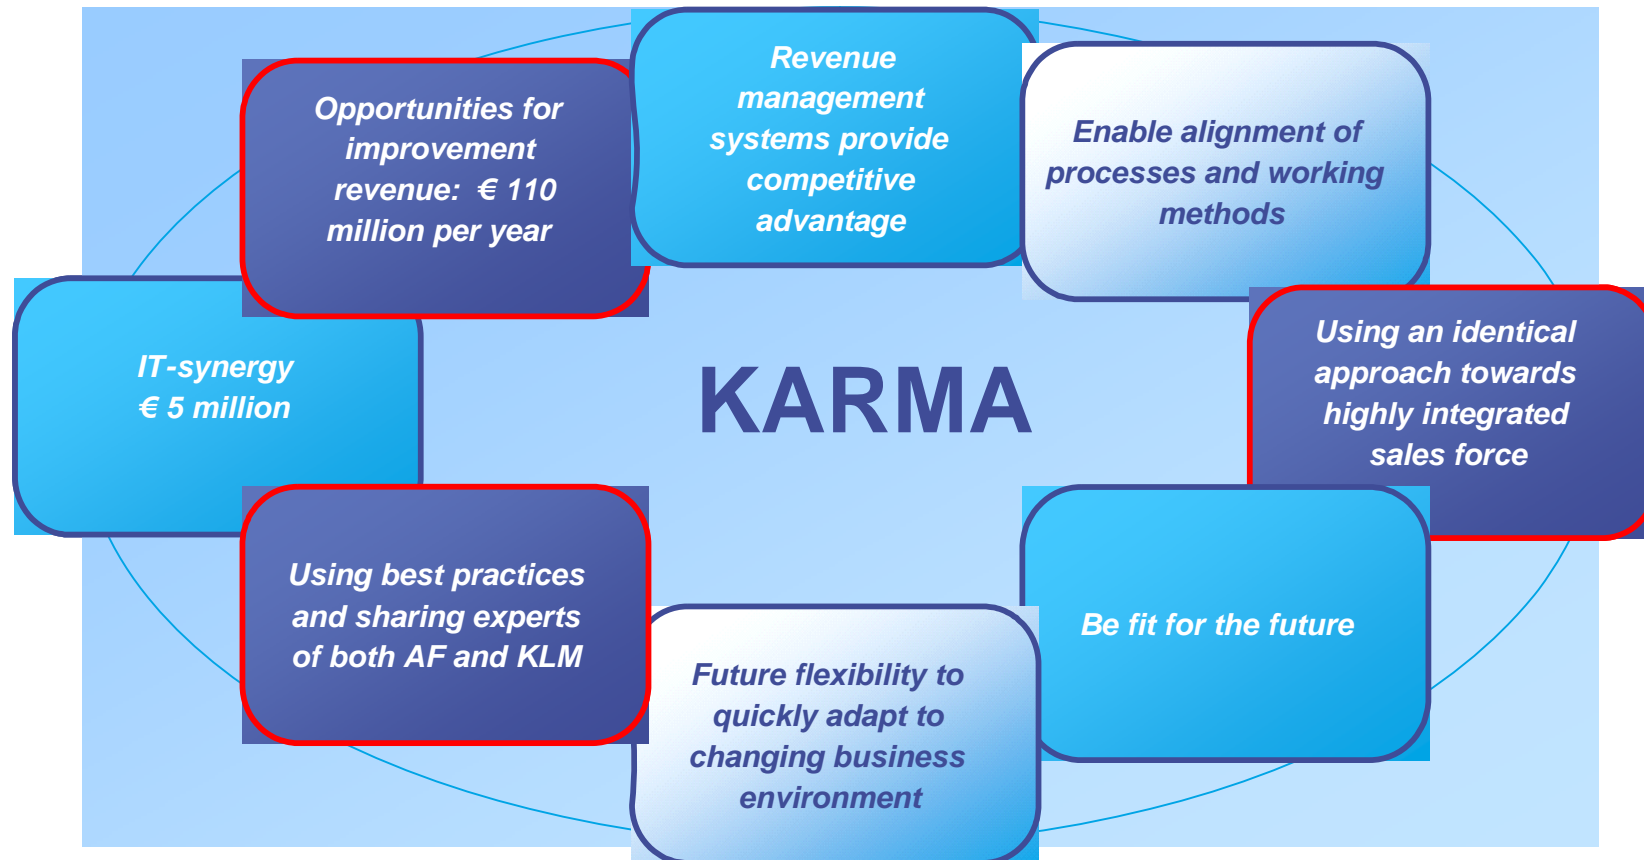 Revenue
management
systems provide
competitive
advantage
Opportunities for
improvement
revenue: € 110
million per year
Enable alignment of
processes and working
methods
Using an identical
approach towards
highly integrated
sales force
IT-synergy
€ 5 million
KARMA
Using best practices
and sharing experts
of both AF and KLM
Be fit for the future
Future flexibility to
quickly adapt to
changing business
environment